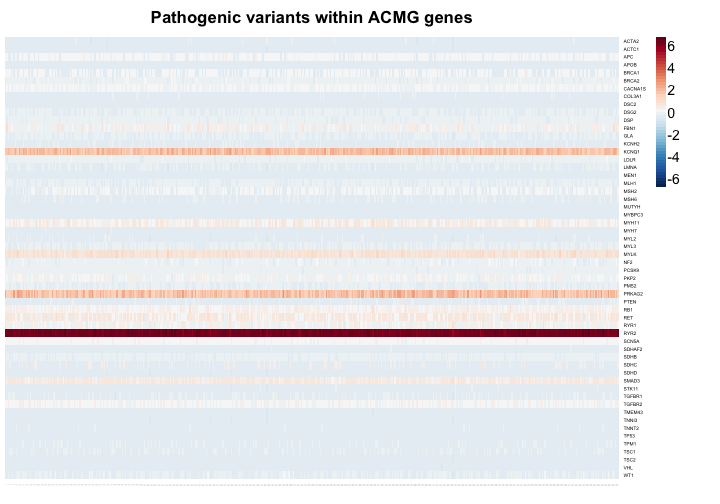 Pathogenic variants within ACMG genes
ACTA2
ACTC1
APC
APOB
BRCA1
BRCA2
CACNA1S
COL3A1
DSC2
DSG2
DSP
FBN1
GLA
KCNH2
KCNQ1
LDLR
LMNA
MEN1
MLH1
MSH2
MSH6
MUTYH
MYBPC3
MYH11
MYH7
MYL2
MYL3
MYLK
NF2
PCSK9
PKP2
PMS2
PRKAG2
PTEN
RB1
RET
RYR1
RYR2
SCN5A
SDHAF2
SDHB
SDHC
SDHD
SMAD3
STK11
TGFBR1
TGFBR2
TMEM43
TNNI3
TNNT2
TP53
TPM1
TSC1
TSC2
VHL
WT1
6
4
2
0
-2
-4
-6